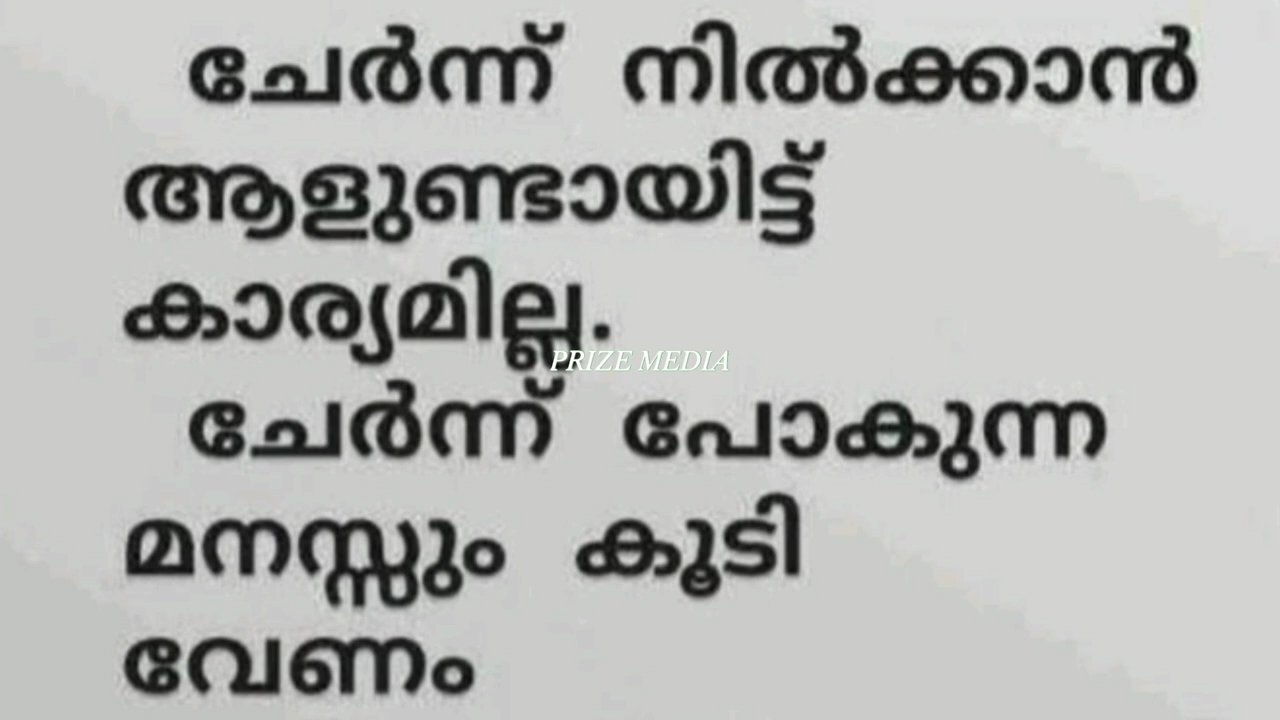 ചേർന്ന് നിൽക്കാൻ
ആളുണ്ടായിട്ട്
കാര്യമില്ല.
PRIZE MEDIA
ചേർന്ന് പോകുന്ന
മനസ്സും കൂടി
വേണം